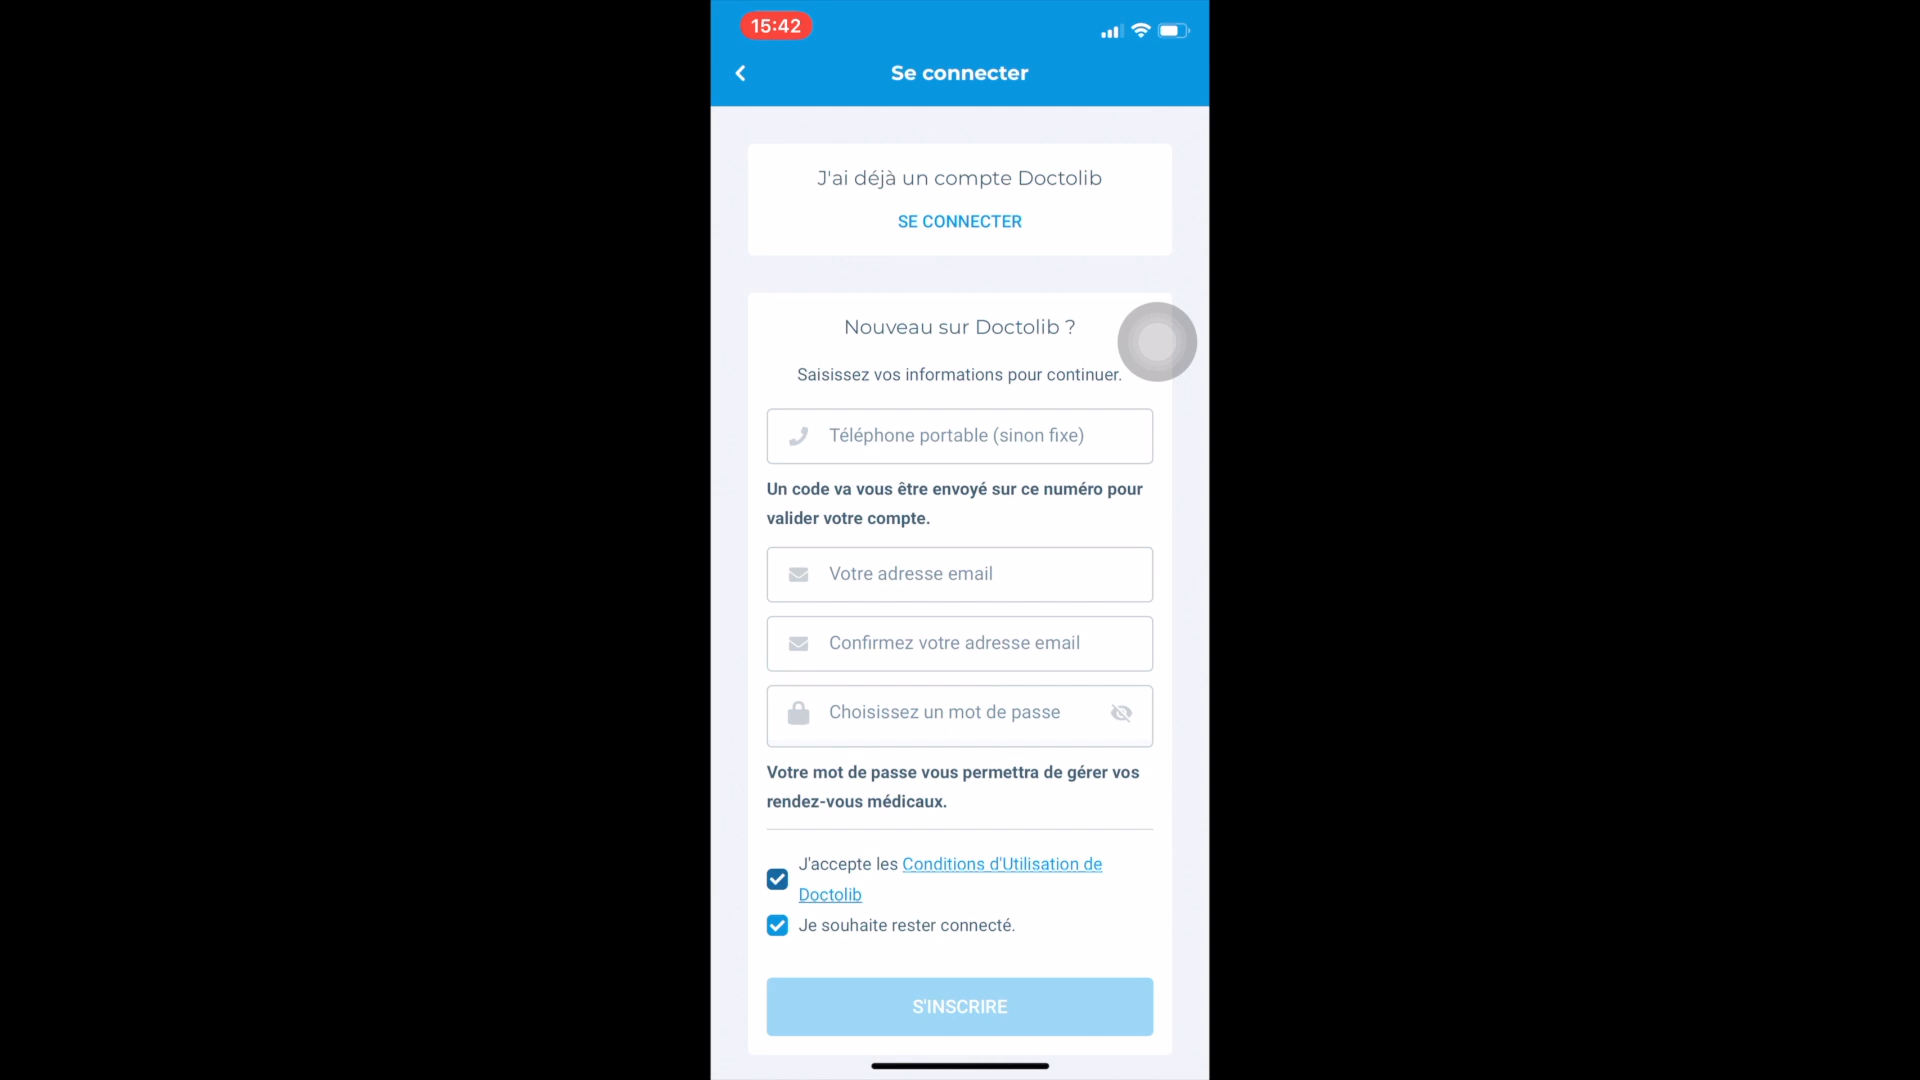 15:42
Se connecter
J'ai déjà un compte Doctolib
SE CONNECTER
Nouveau sur Doctolib ?
Saisissez vos informations pour continuer.
Téléphone portable (sinon fixe)
Un code va vous être envoyé sur ce numéro pour
valider votre compte.
Votre adresse email
Confirmez votre adresse email
Choisissez un mot de passe
Votre mot de passe vous permettra de gérer vos
rendez-vous médicaux.
J'accepte les Conditions d'Utilisation de
Doctolib
Je souhaite rester connecté.
S'INSCRIRE